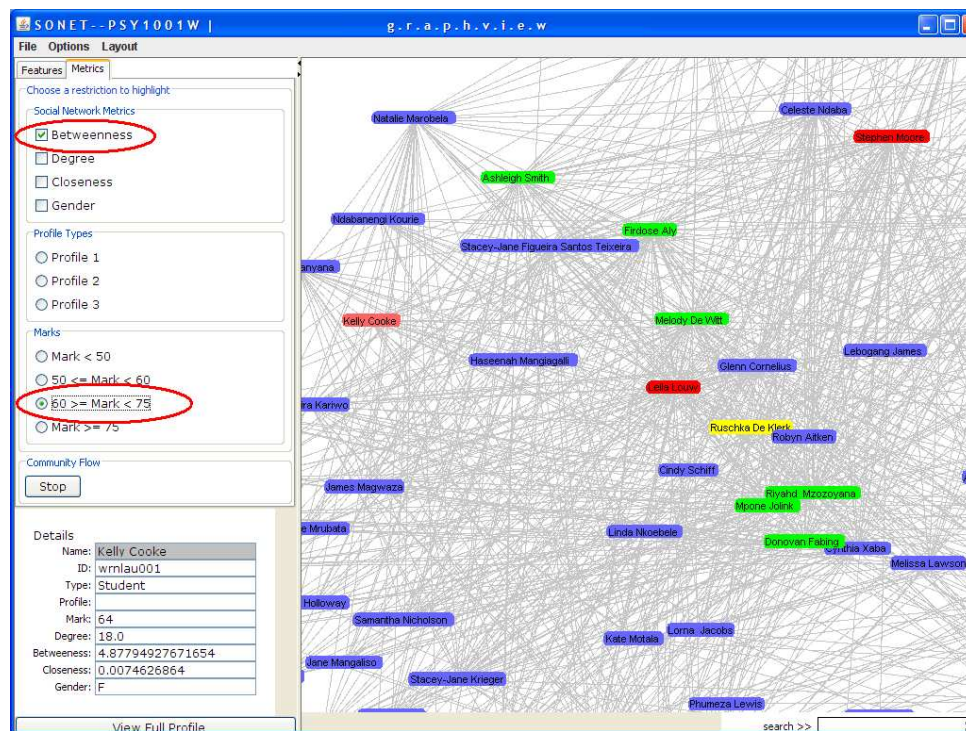 SONET--PSY1001W | g.r.a.p.h.v.i.e.w
File Options Layout
Features Metrics
Choose a restriction to highlight
Social Network Metrics
Betweenness
Degree
Closeness
Gender
Profile Types
Profile 1
Profile 2
Profile 3
Marks
Mark < 50
50 <= Mark < 60
60 >= Mark < 75
Mark >= 75
Community Flow
Stop
Details
Name: Kelly Cooke
ID: wrnlau001
Type: Student
Profile:
Mark: 64
Degree: 18.0
Betweeness: 4.87794927671654
Closeness: 0.0074626864
Gender: F
View Full Profile
Celeste Ndaba
Natalie Marobela
Stephen Moore
Ashleigh Smith
Ndabanengi Kourie
Firdose Aly
Stacey-Jane Figueira Santos Teixeira
anyana
Kelly Cooke
Melody De Witt
Lebogang James
Haseenah Mangiagalli
Glenn Cornelius
Leila Louw
ira Kariwo
Ruschka De Klerk
Robyn Aitken
Cindy Schiff
James Magwaza
Riyahd Mzozoyana
Mpone Jolink
e Mrubata
Linda Nkoebele
Donovan Fabing
Cynthia Xaba
Melissa Lawson
Holloway
Samantha Nicholson
Lorna Jacobs
Kate Motala
Jane Mangaliso
Stacey-Jane Krieger
Phumeza Lewis
search >>